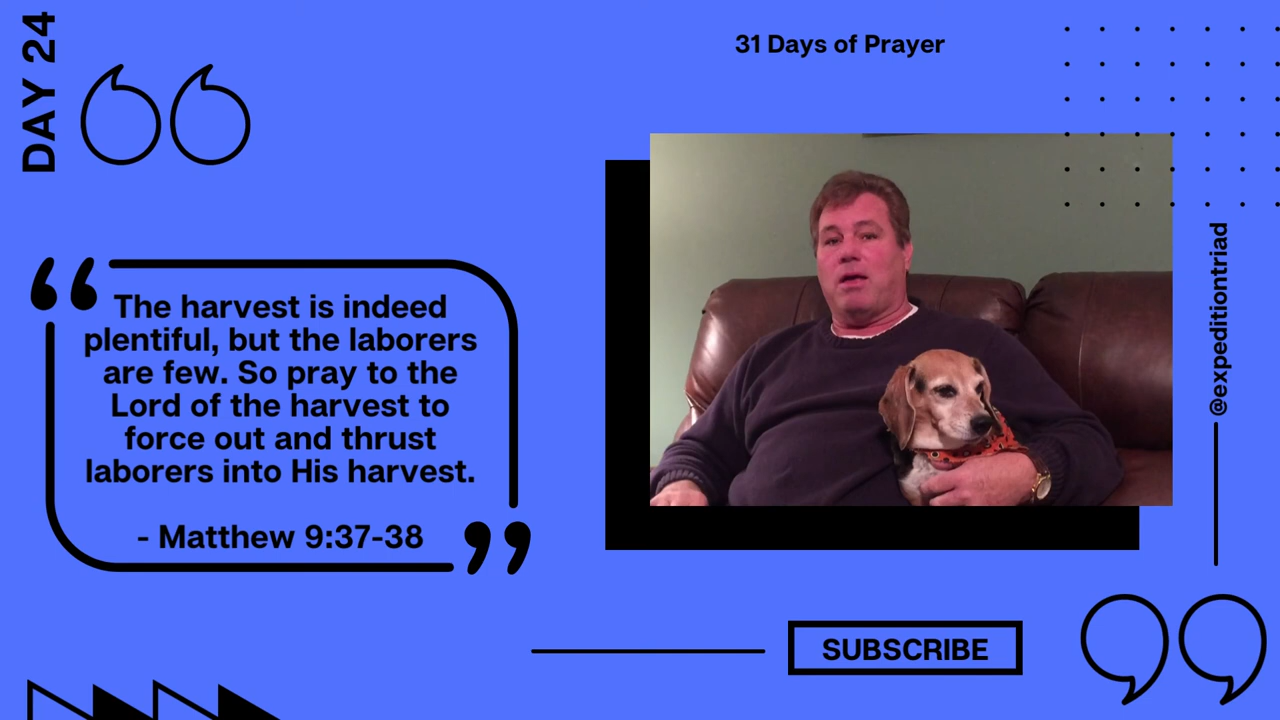 DAY 24
31 Days of Prayer
The harvest is indeed
plentiful, but the laborers
are few. So pray to the
Lord of the harvest to
force out and thrust
laborers into His harvest.
- Matthew 9:37-38
@expeditiontriad
SUBSCRIBE